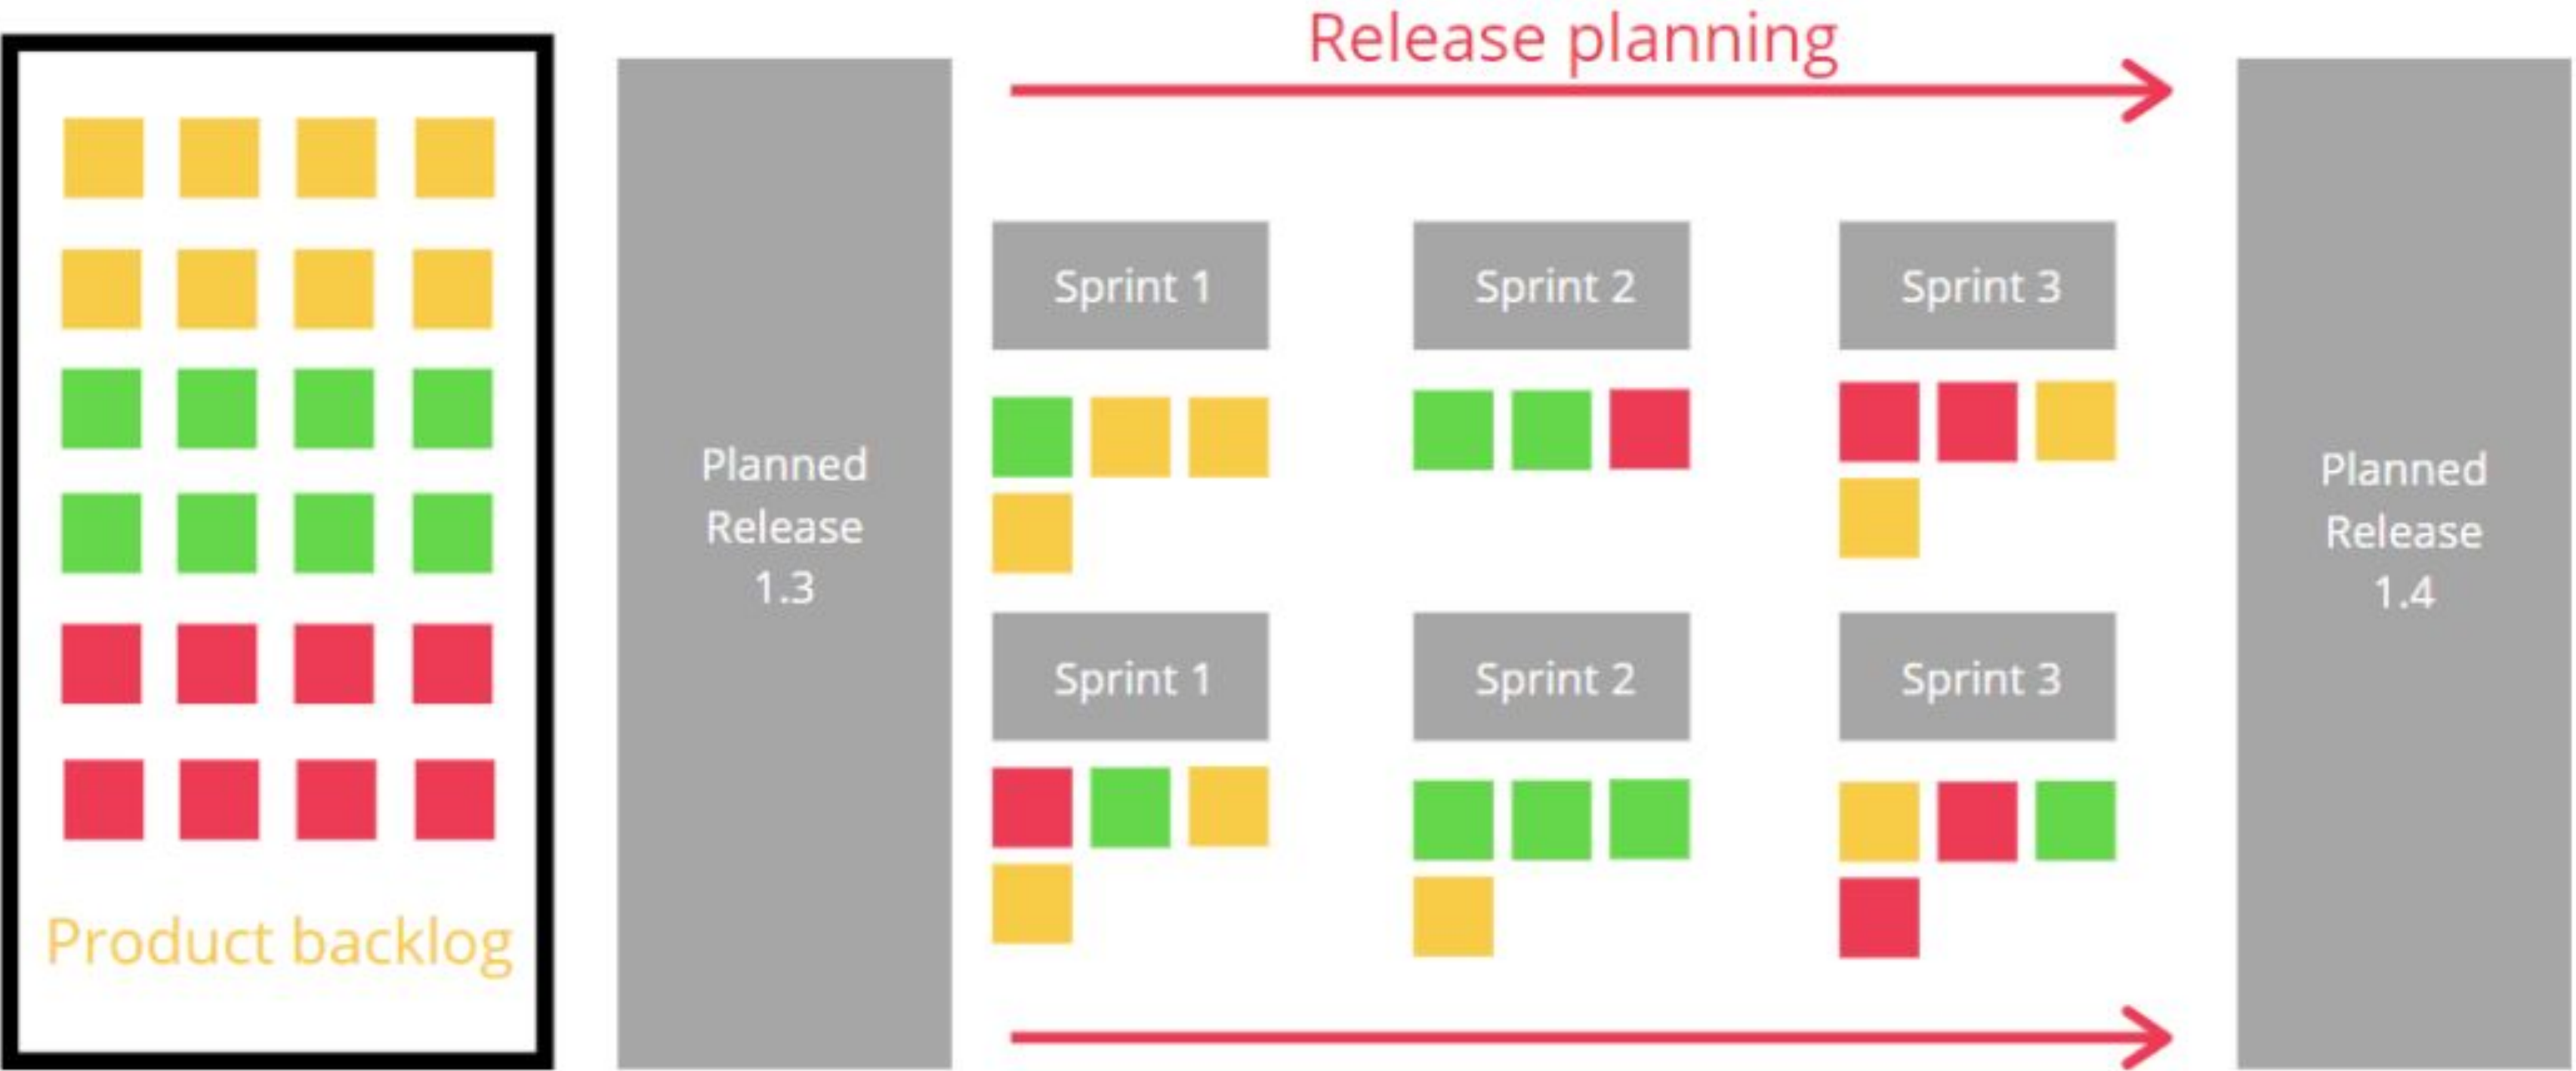 Release planning
Product backlog
Planned
Release
1.3
Sprint 1
Sprint 2
Sprint 3
Sprint 1
Sprint 2
Sprint 3
Planned
Release
1.4